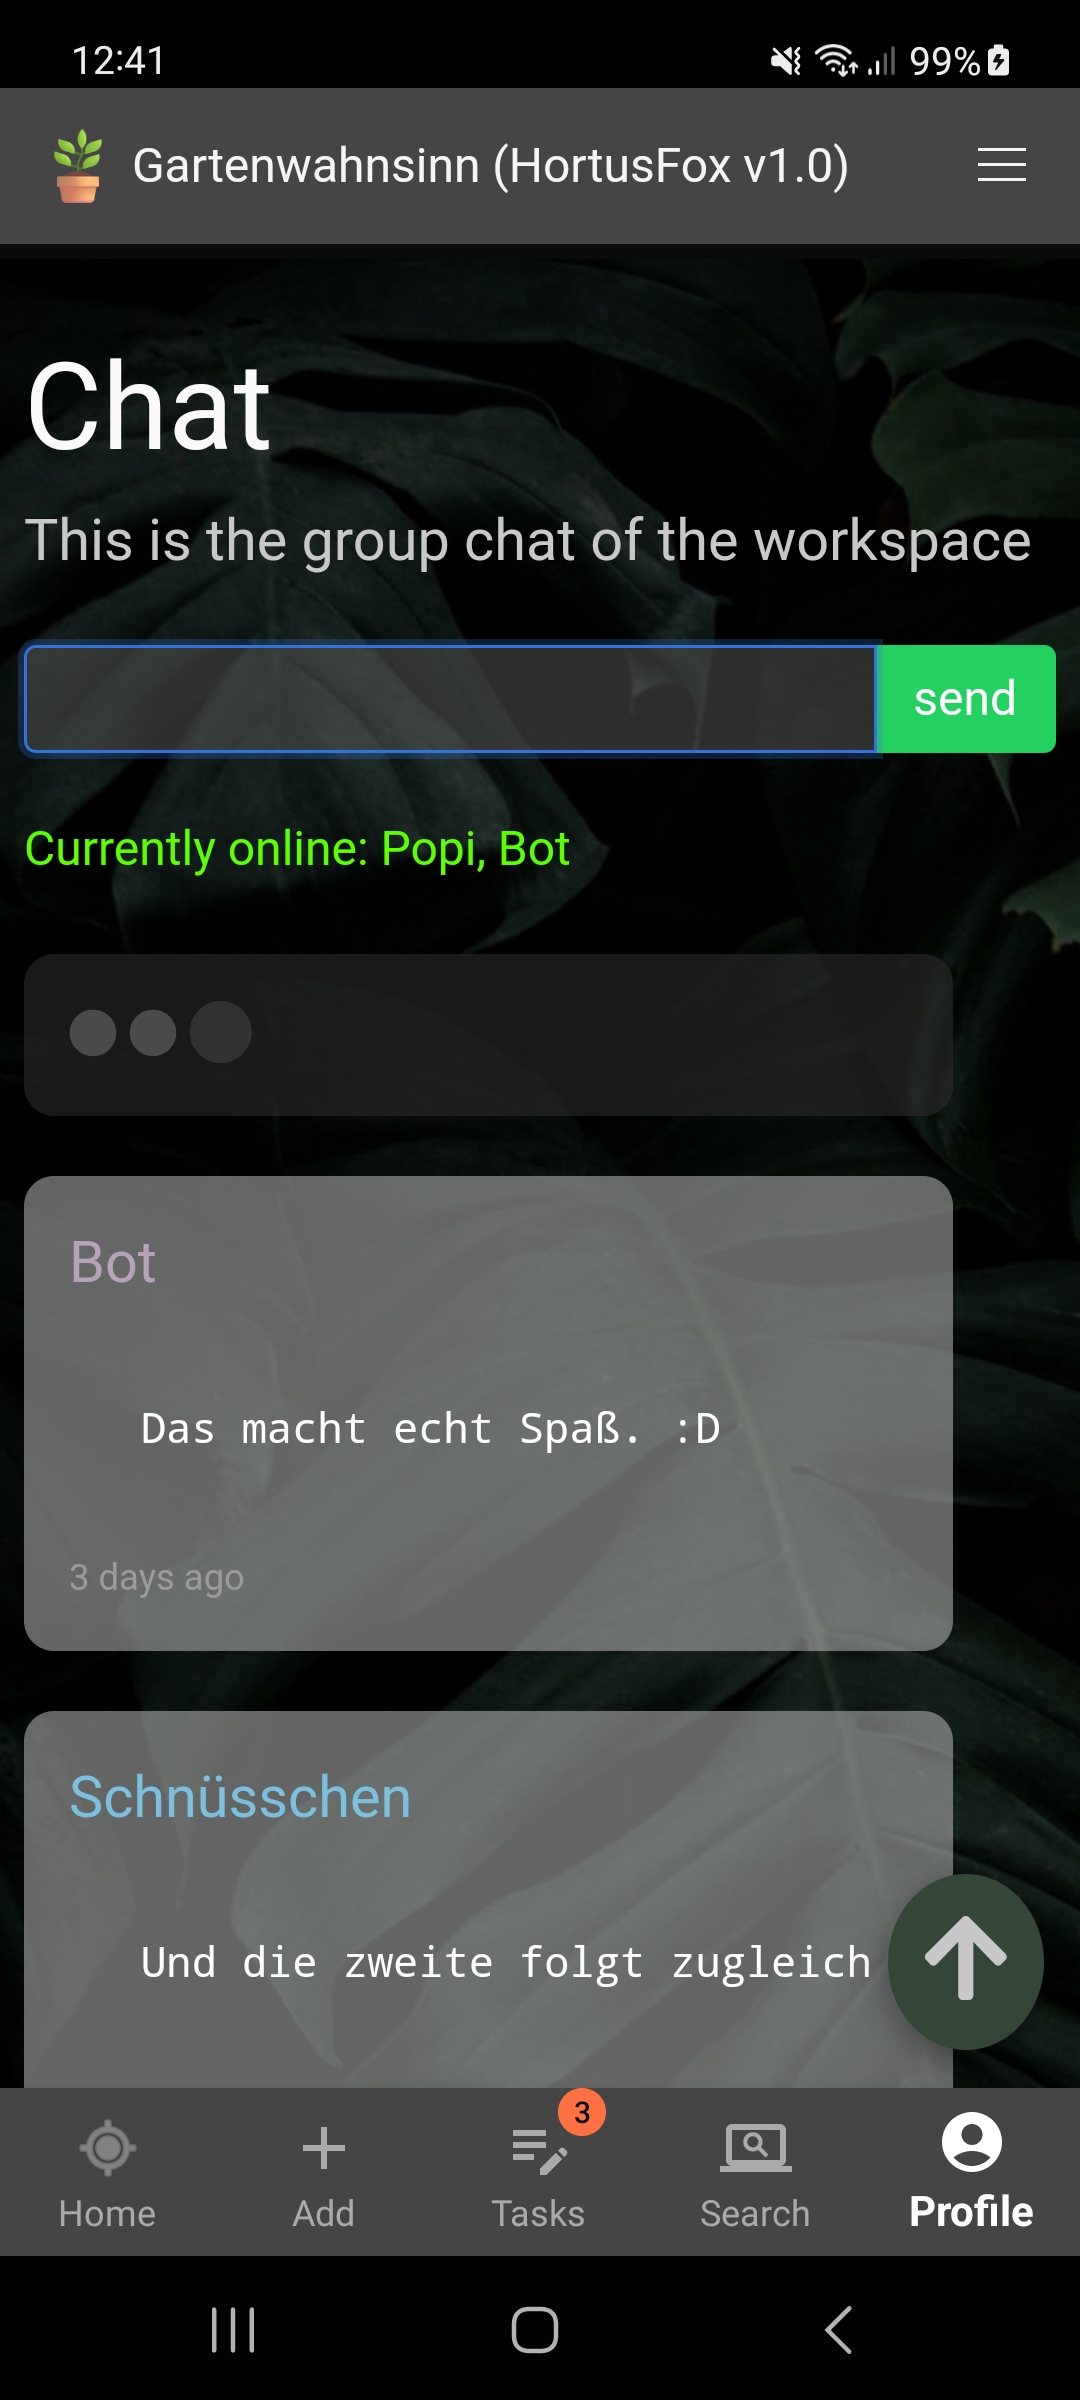 12:41
99%
Gartenwahnsinn (HortusFox v1.0)
Chat
This is the group chat of the workspace
send
Currently online: Popi, Bot
Bot
Das macht echt Spaß. :D
3 days ago
Schnüsschen
Und die zweite folgt zugleich
3
Home
Add
Tasks
Search
Profile